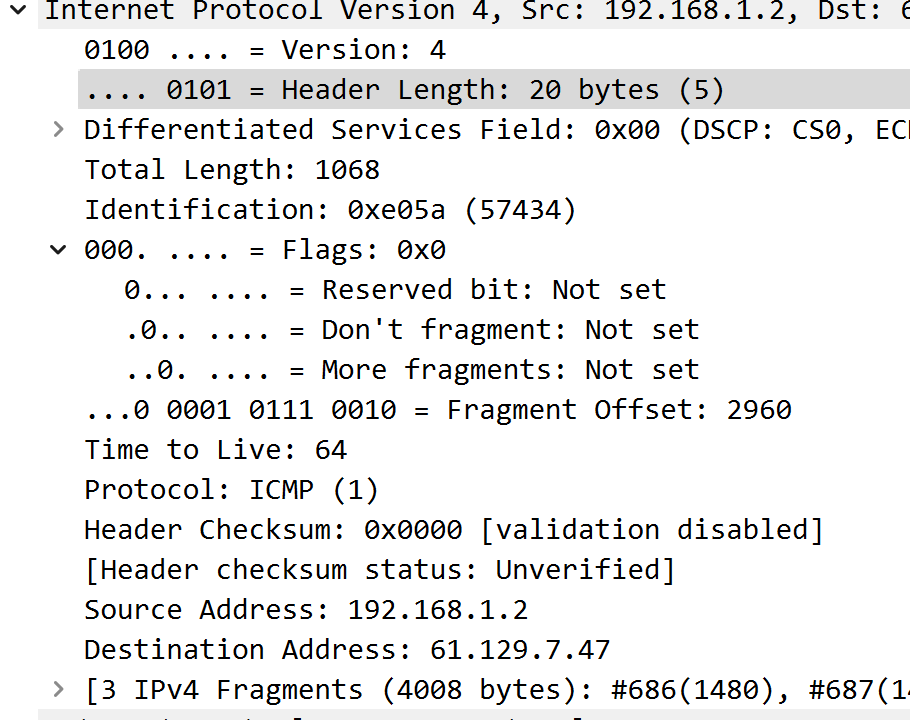 Internet Protocol Version 4, Src: 192.168.1.2, Dst:
0100 .... = Version: 4
.... 0101 = Header Length: 20 bytes (5)
Differentiated Services Field: 0x00 (DSCP: CS0,
Total Length: 1068
Identification: 0xe05a (57434)
000. .... = Flags: 0x0
0... .... = Reserved bit: Not set
.0.. .... = Don't fragment: Not set
..0. .... = More fragments: Not set
...0 0001 0111 0010 = Fragment Offset: 2960
Time to Live: 64
Protocol: ICMP (1)
Header Checksum: 0x0000 [validation disabled]
[Header checksum status: Unverified]
Source Address: 192.168.1.2
Destination Address: 61.129.7.47
[3 IPv4 Fragments (4008 bytes): #686(1480),